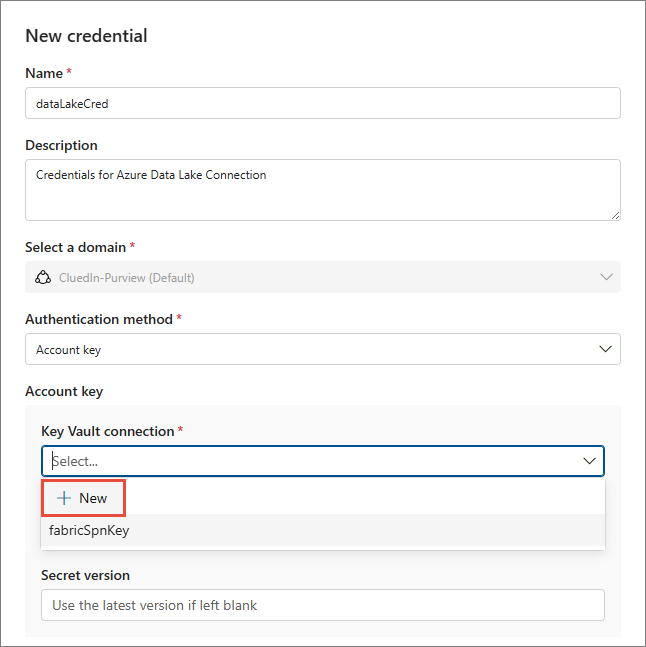 New credential
Name *
dataLakeCred
Description
Credentials for Azure Data Lake Connection
Select a domain *
CluedIn-Purview (Default)
Authentication method *
Account key
Account key
Key Vault connection *
Select...
+ New
fabricSpnKey
Secret version
Use the latest version if left blank